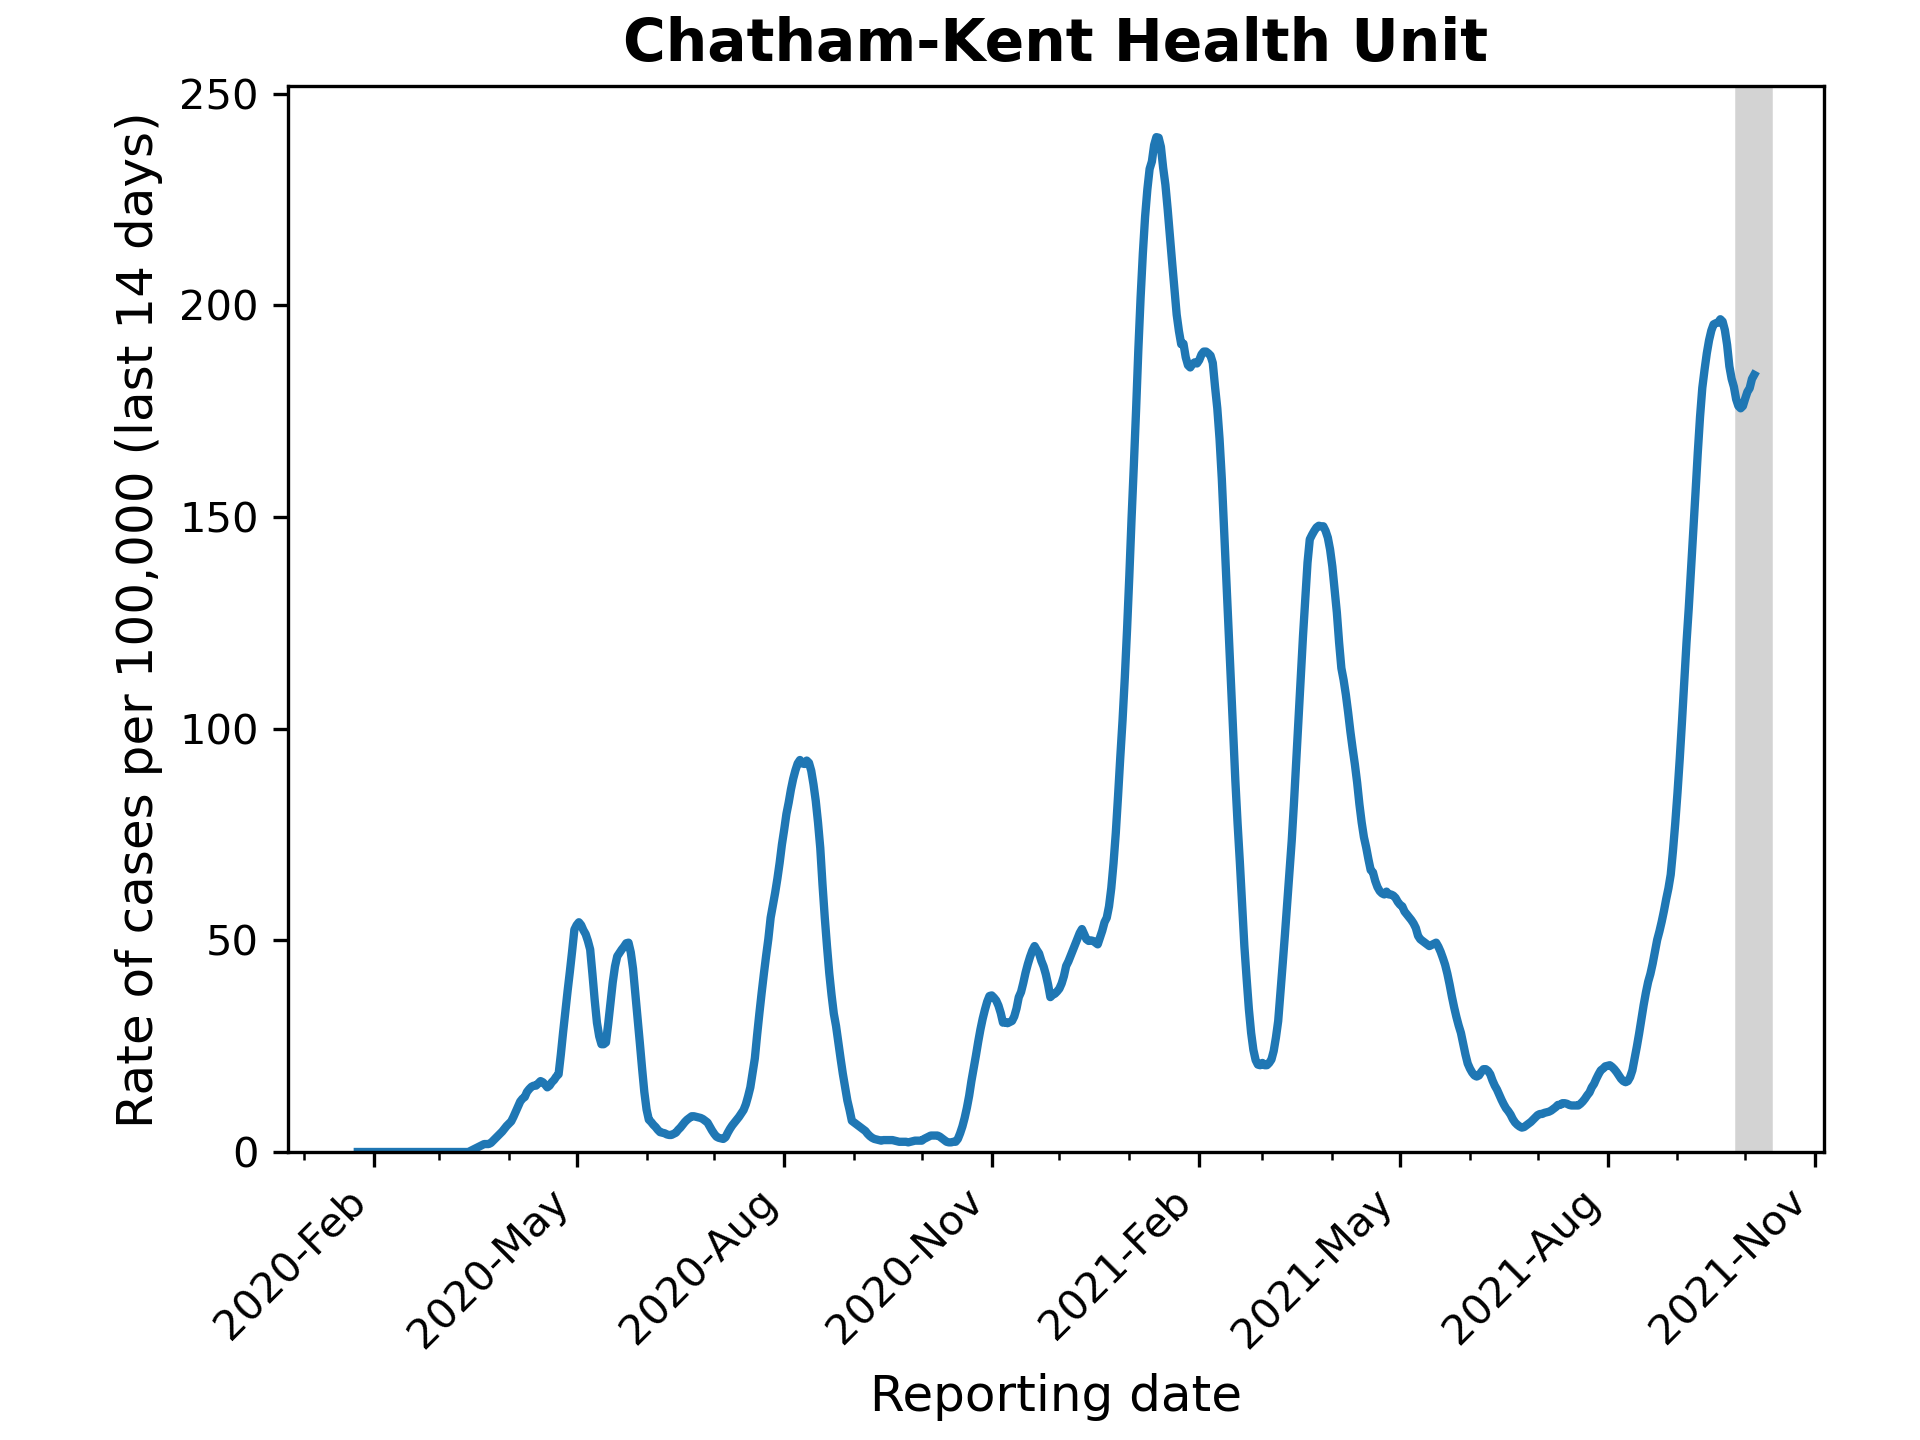 Chatham-Kent Health Unit
Rate of cases per 100,000 (last 14 days)
250
200
150
100
50
0
2020-Feb
2020-May
2020-Aug
2020-Nov
2021-Feb
2021-May
2021-Aug
2021-Nov
Reporting date